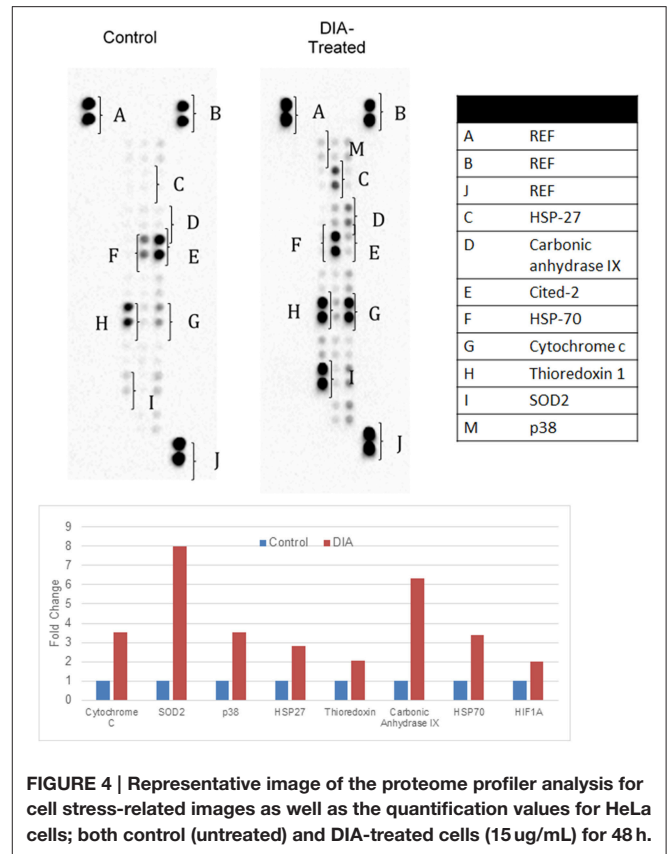 Control
DIA-
Treated
A
B
C
D
F
E
H
G
I
J
A
B
M
C
D
F
E
H
G
I
J
A REF
B REF
J REF
C HSP-27
D Carbonic
anhydrase IX
E Cited-2
F HSP-70
G Cytochrome c
H Thioredoxin 1
I SOD2
M p38
Control DIA
Fold Change
9
8
7
6
5
4
3
2
1
0
Cytochrome
C
SOD2
p38
HSP27
Thioredoxin
Carbonic
Anhydrase IX
HSP70
HIF1A
FIGURE 4 | Representative image of the proteome profiler analysis for
cell stress-related images as well as the quantification values for HeLa
cells; both control (untreated) and DIA-treated cells (15 ug/mL) for 48 h.